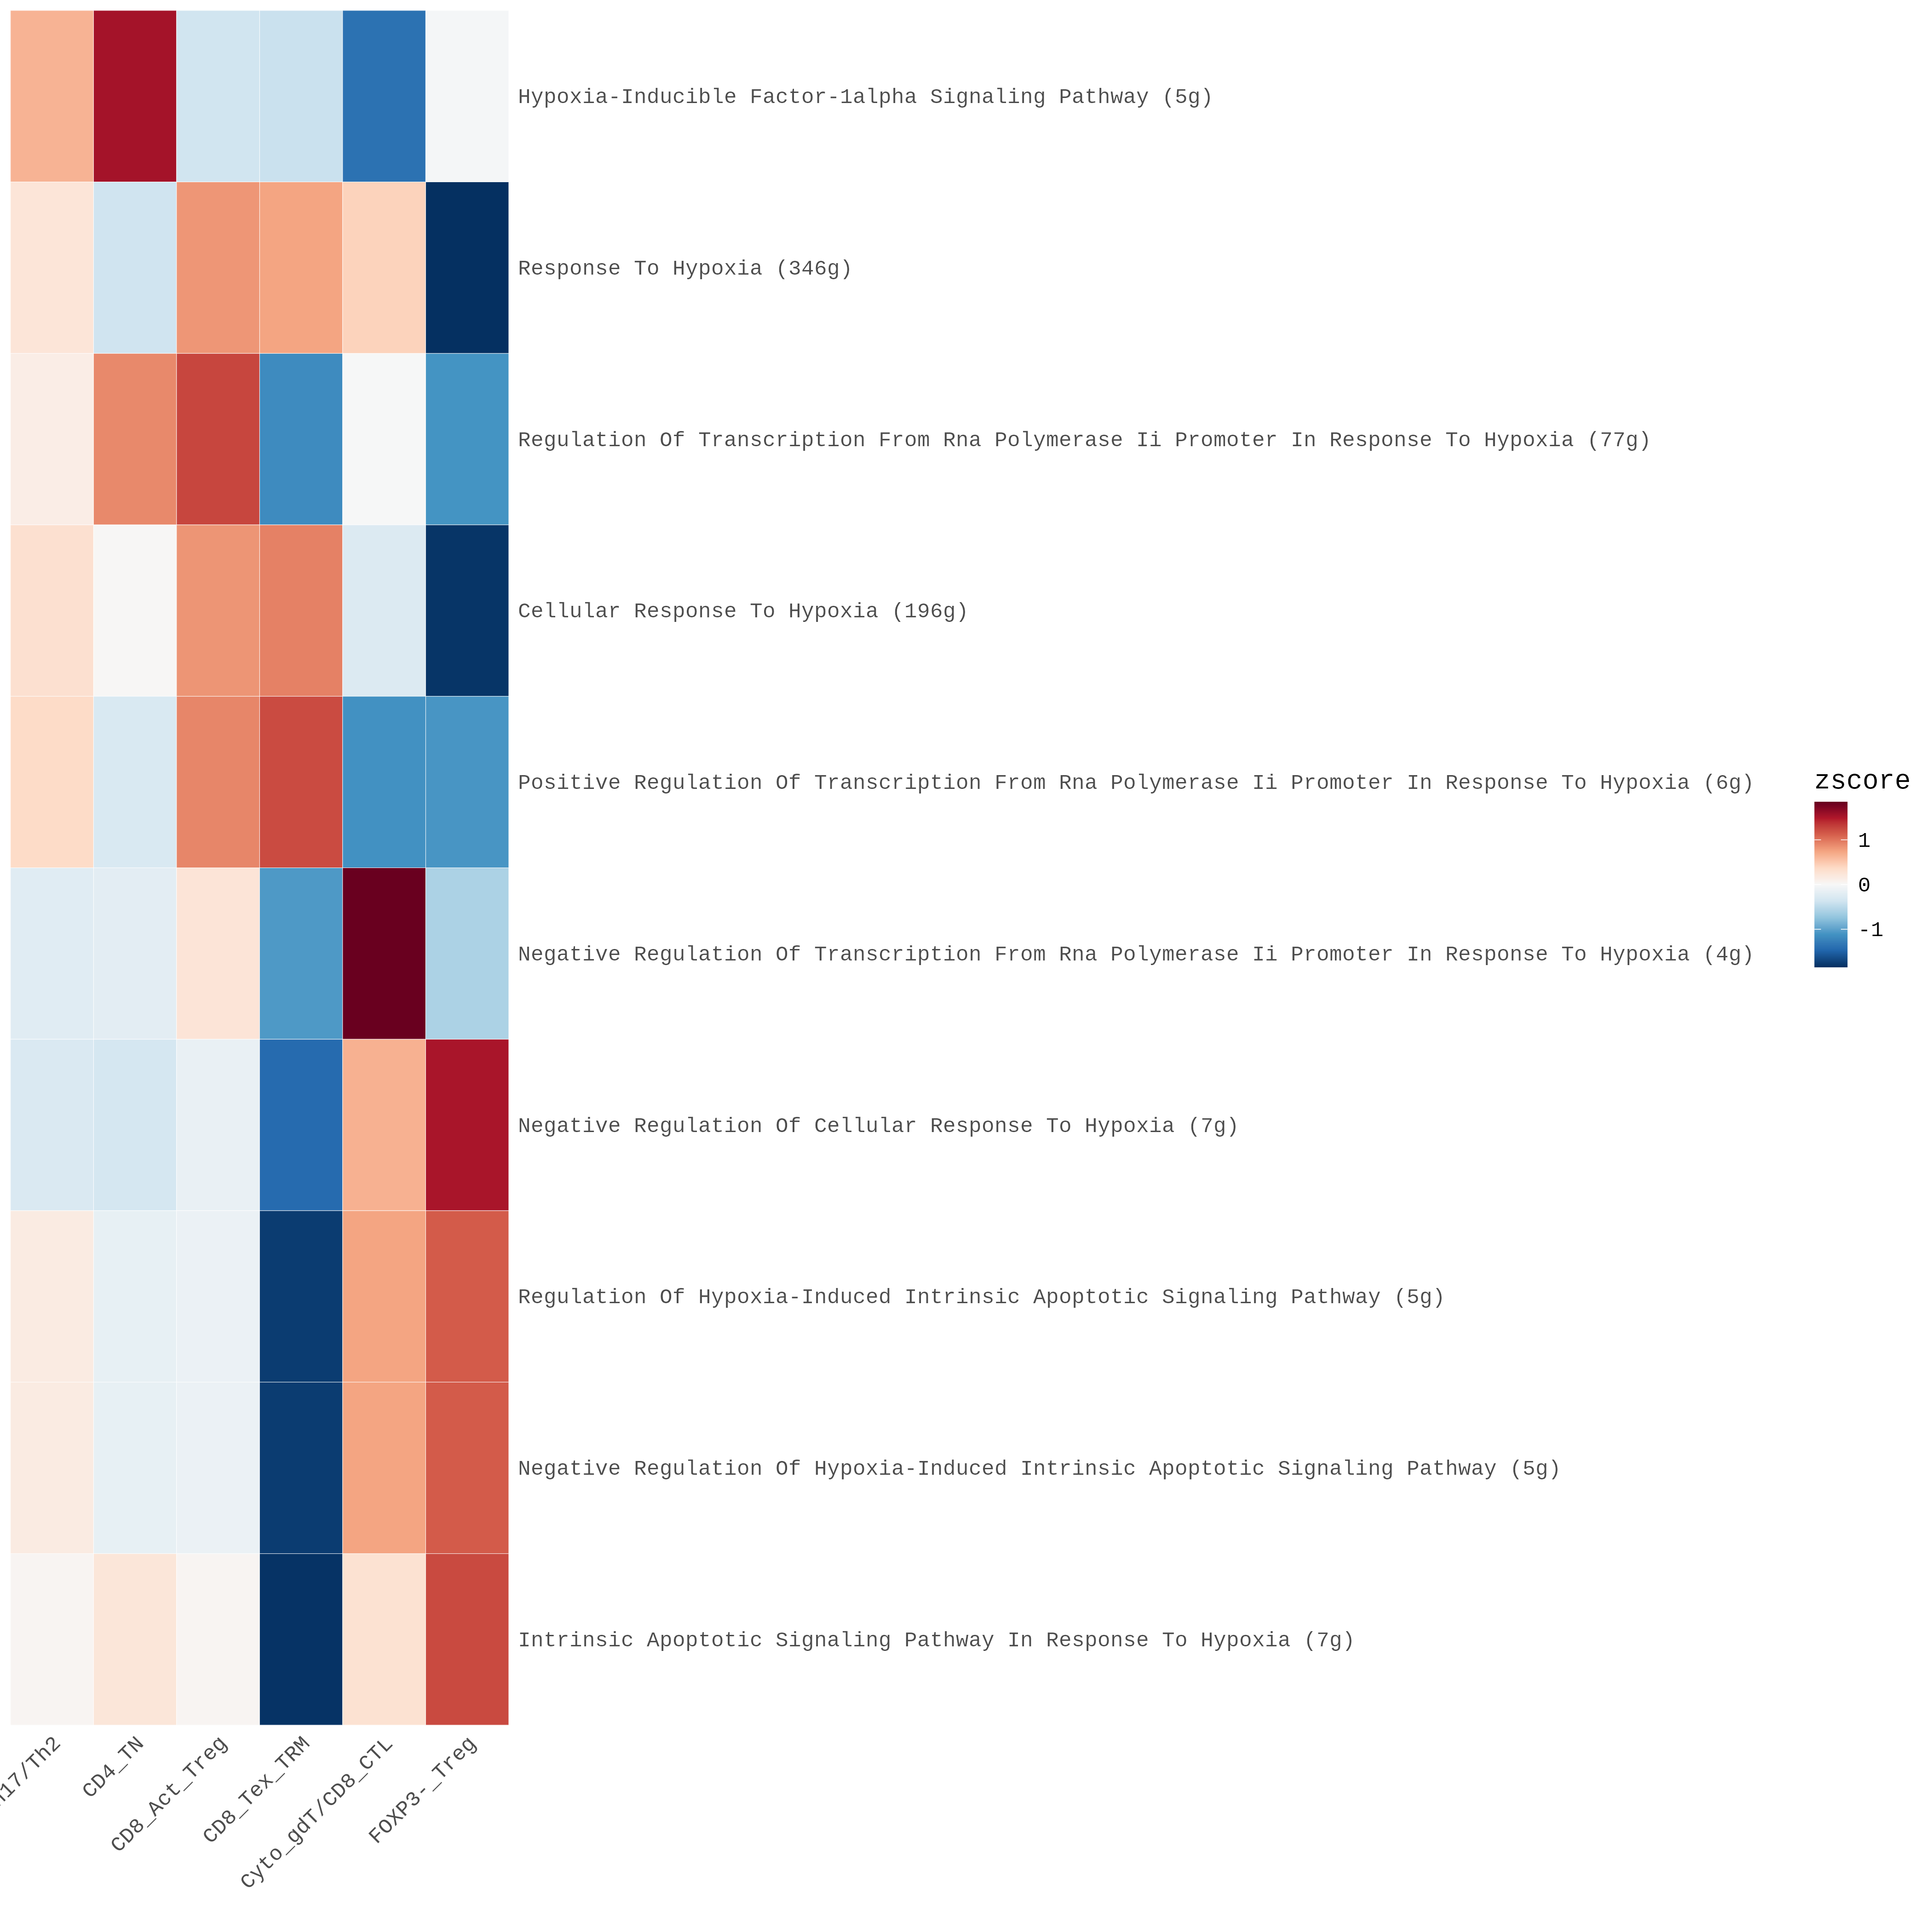 Hypoxia-Inducible Factor-1alpha Signaling Pathway (5g)
Response To Hypoxia (346g)
Regulation Of Transcription From Rna Polymerase Ii Promoter In Response To Hypoxia (77g)
Cellular Response To Hypoxia (196g)
Positive Regulation Of Transcription From Rna Polymerase Ii Promoter In Response To Hypoxia (6g)
Negative Regulation Of Transcription From Rna Polymerase Ii Promoter In Response To Hypoxia (4g)
Negative Regulation Of Cellular Response To Hypoxia (7g)
Regulation Of Hypoxia-Induced Intrinsic Apoptotic Signaling Pathway (5g)
Negative Regulation Of Hypoxia-Induced Intrinsic Apoptotic Signaling Pathway (5g)
Intrinsic Apoptotic Signaling Pathway In Response To Hypoxia (7g)
zscore
1
0
-1
17/Th2
CD4_TN
CD8_Act_Treg
CD8_Tex_TRM
Cyto_gdT/CD8_CTL
FOXP3-_Treg